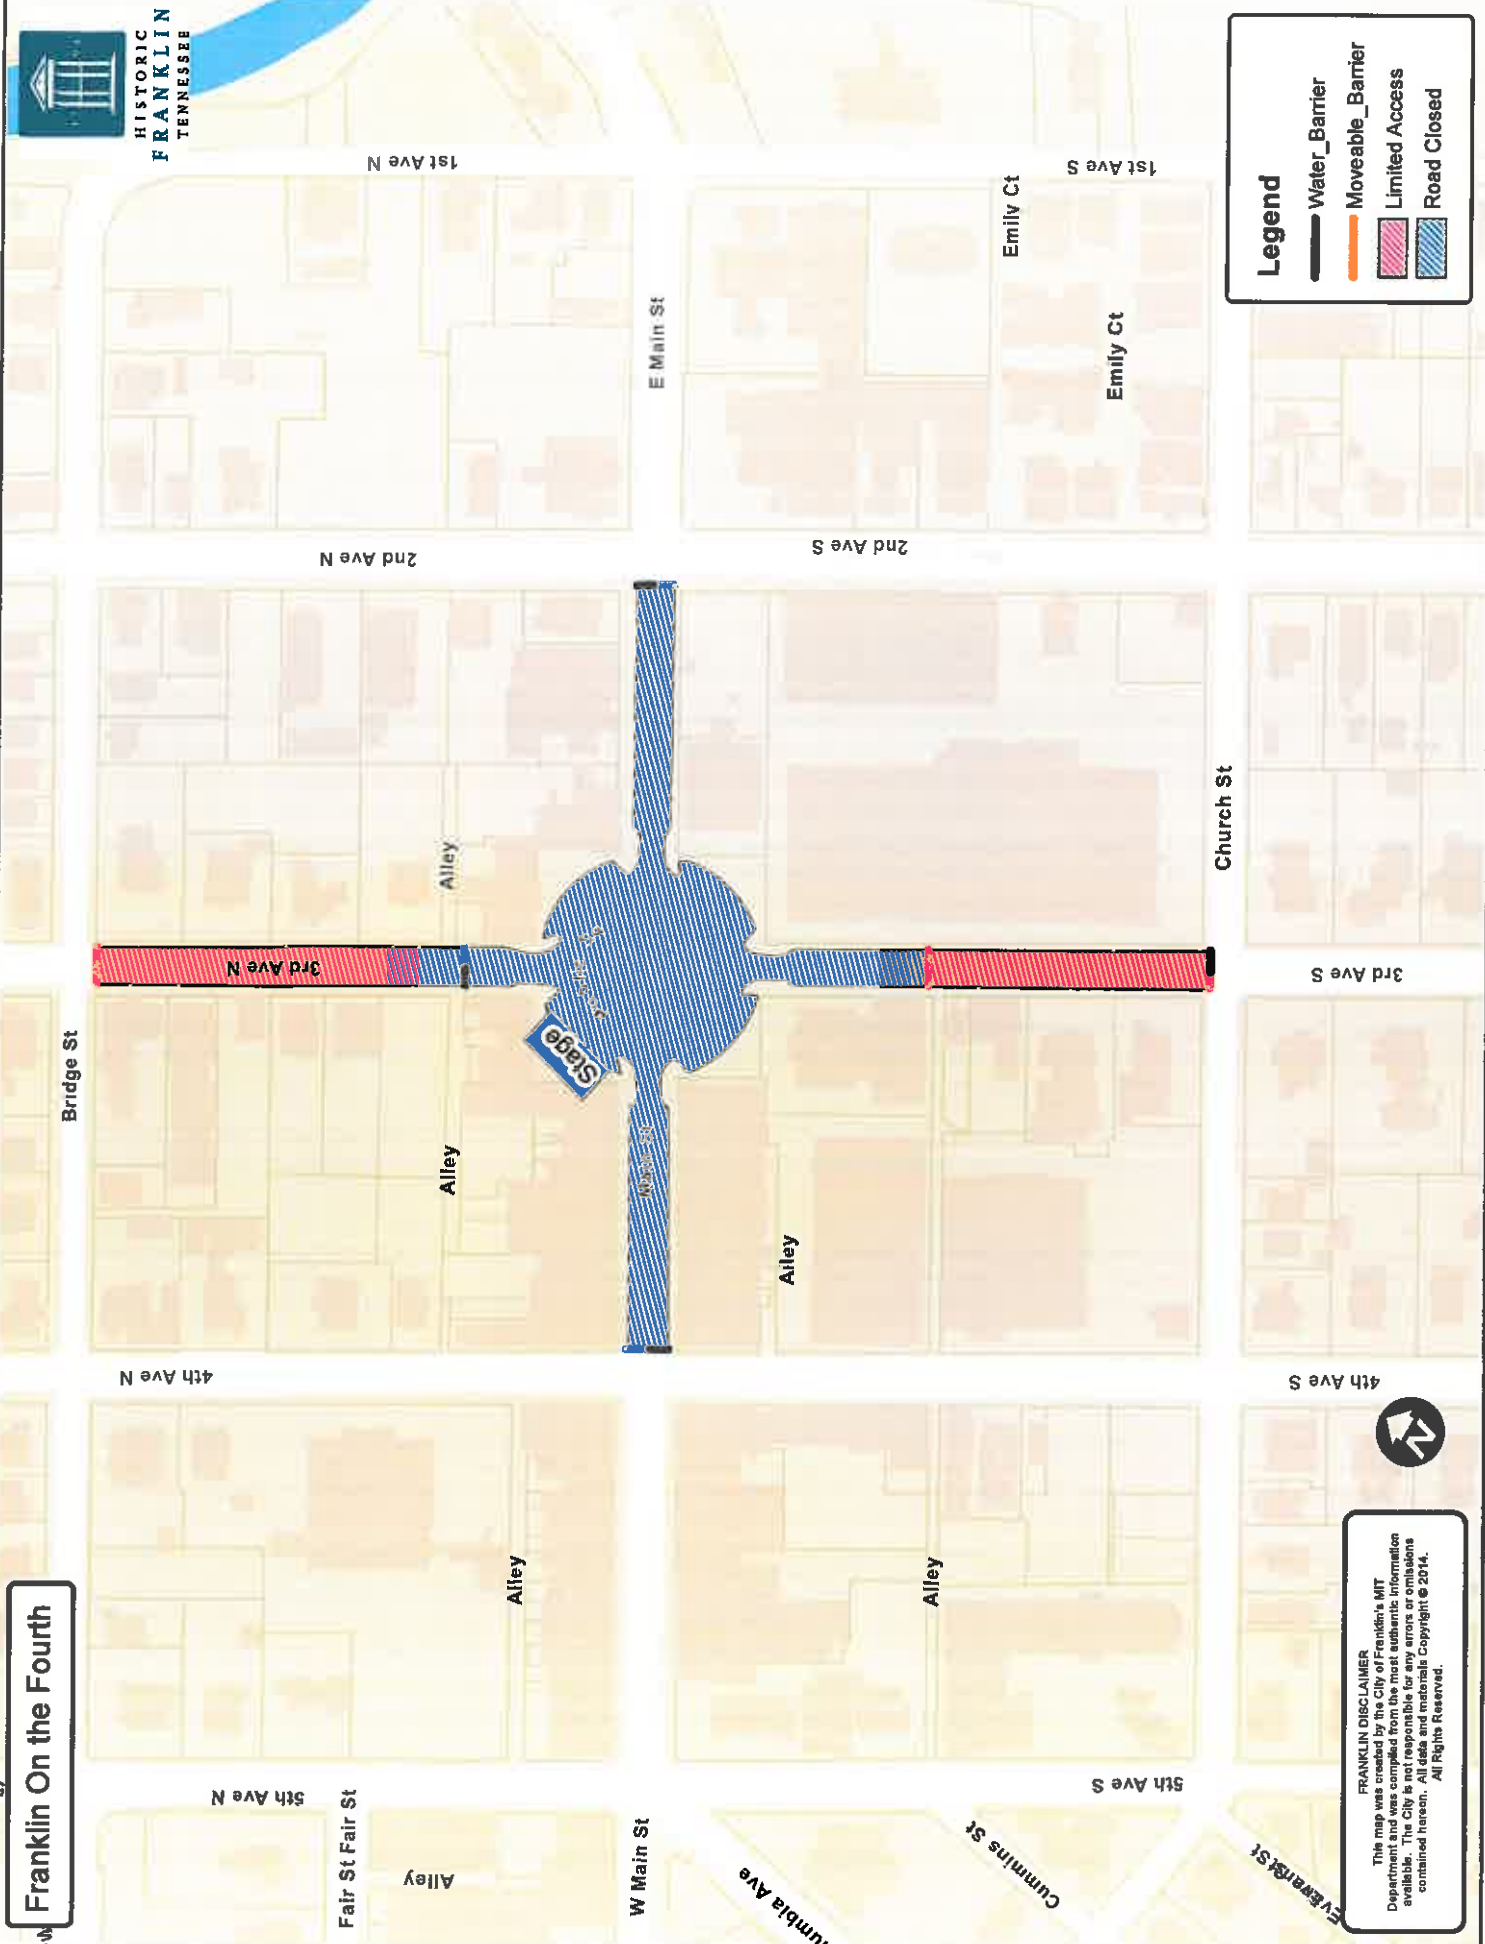 Franklin On the Fourth
HISTORIC
FRANKLIN
TENNESSEE
Bridge St
5th Ave N
4th Ave N
3rd Ave N
2nd Ave N
1st Ave N
Fair St Fair St
Alley
Alley
Alley
Alley
Stage
W Main St
Main St
E Main St
Alley
Alley
Columbia Ave
Cummins St
5th Ave S
4th Ave S
3rd Ave S
2nd Ave S
1st Ave S
Emily Ct
Emily Ct
Church St
Legend
Water_Barrier
Moveable_Barrier
Limited Access
Road Closed
N
FRANKLIN DISCLAIMER
This map was created by the City of Franklin's MIT
Department and was compiled from the most authentic information
available. The City is not responsible for any errors or omissions
contained hereon. All data and materials Copyright © 2014.
All Rights Reserved.